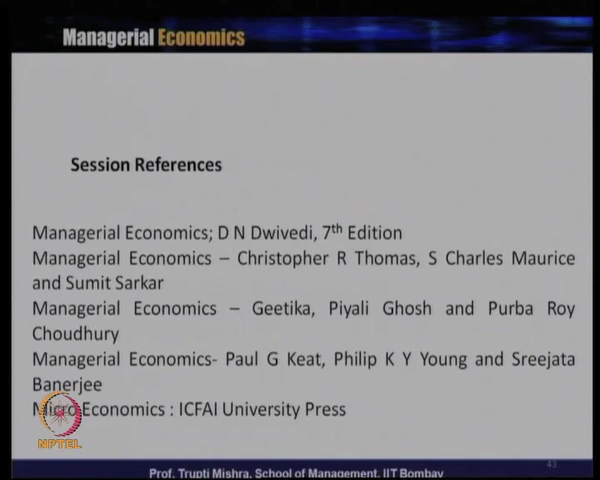 Managerial Economics
Session References
Managerial Economics; D N Dwivedi, 7th Edition
Managerial Economics – Christopher R Thomas, S Charles Maurice
and Sumit Sarkar
Managerial Economics – Geetika, Piyali Ghosh and Purba Roy
Choudhury
Managerial Economics- Paul G Keat, Philip K Y Young and Sreejata
Banerjee
Micro Economics : ICFAI University Press
NPTEL
43
Prof. Trupti Mishra, School of Management, IIT Bombay